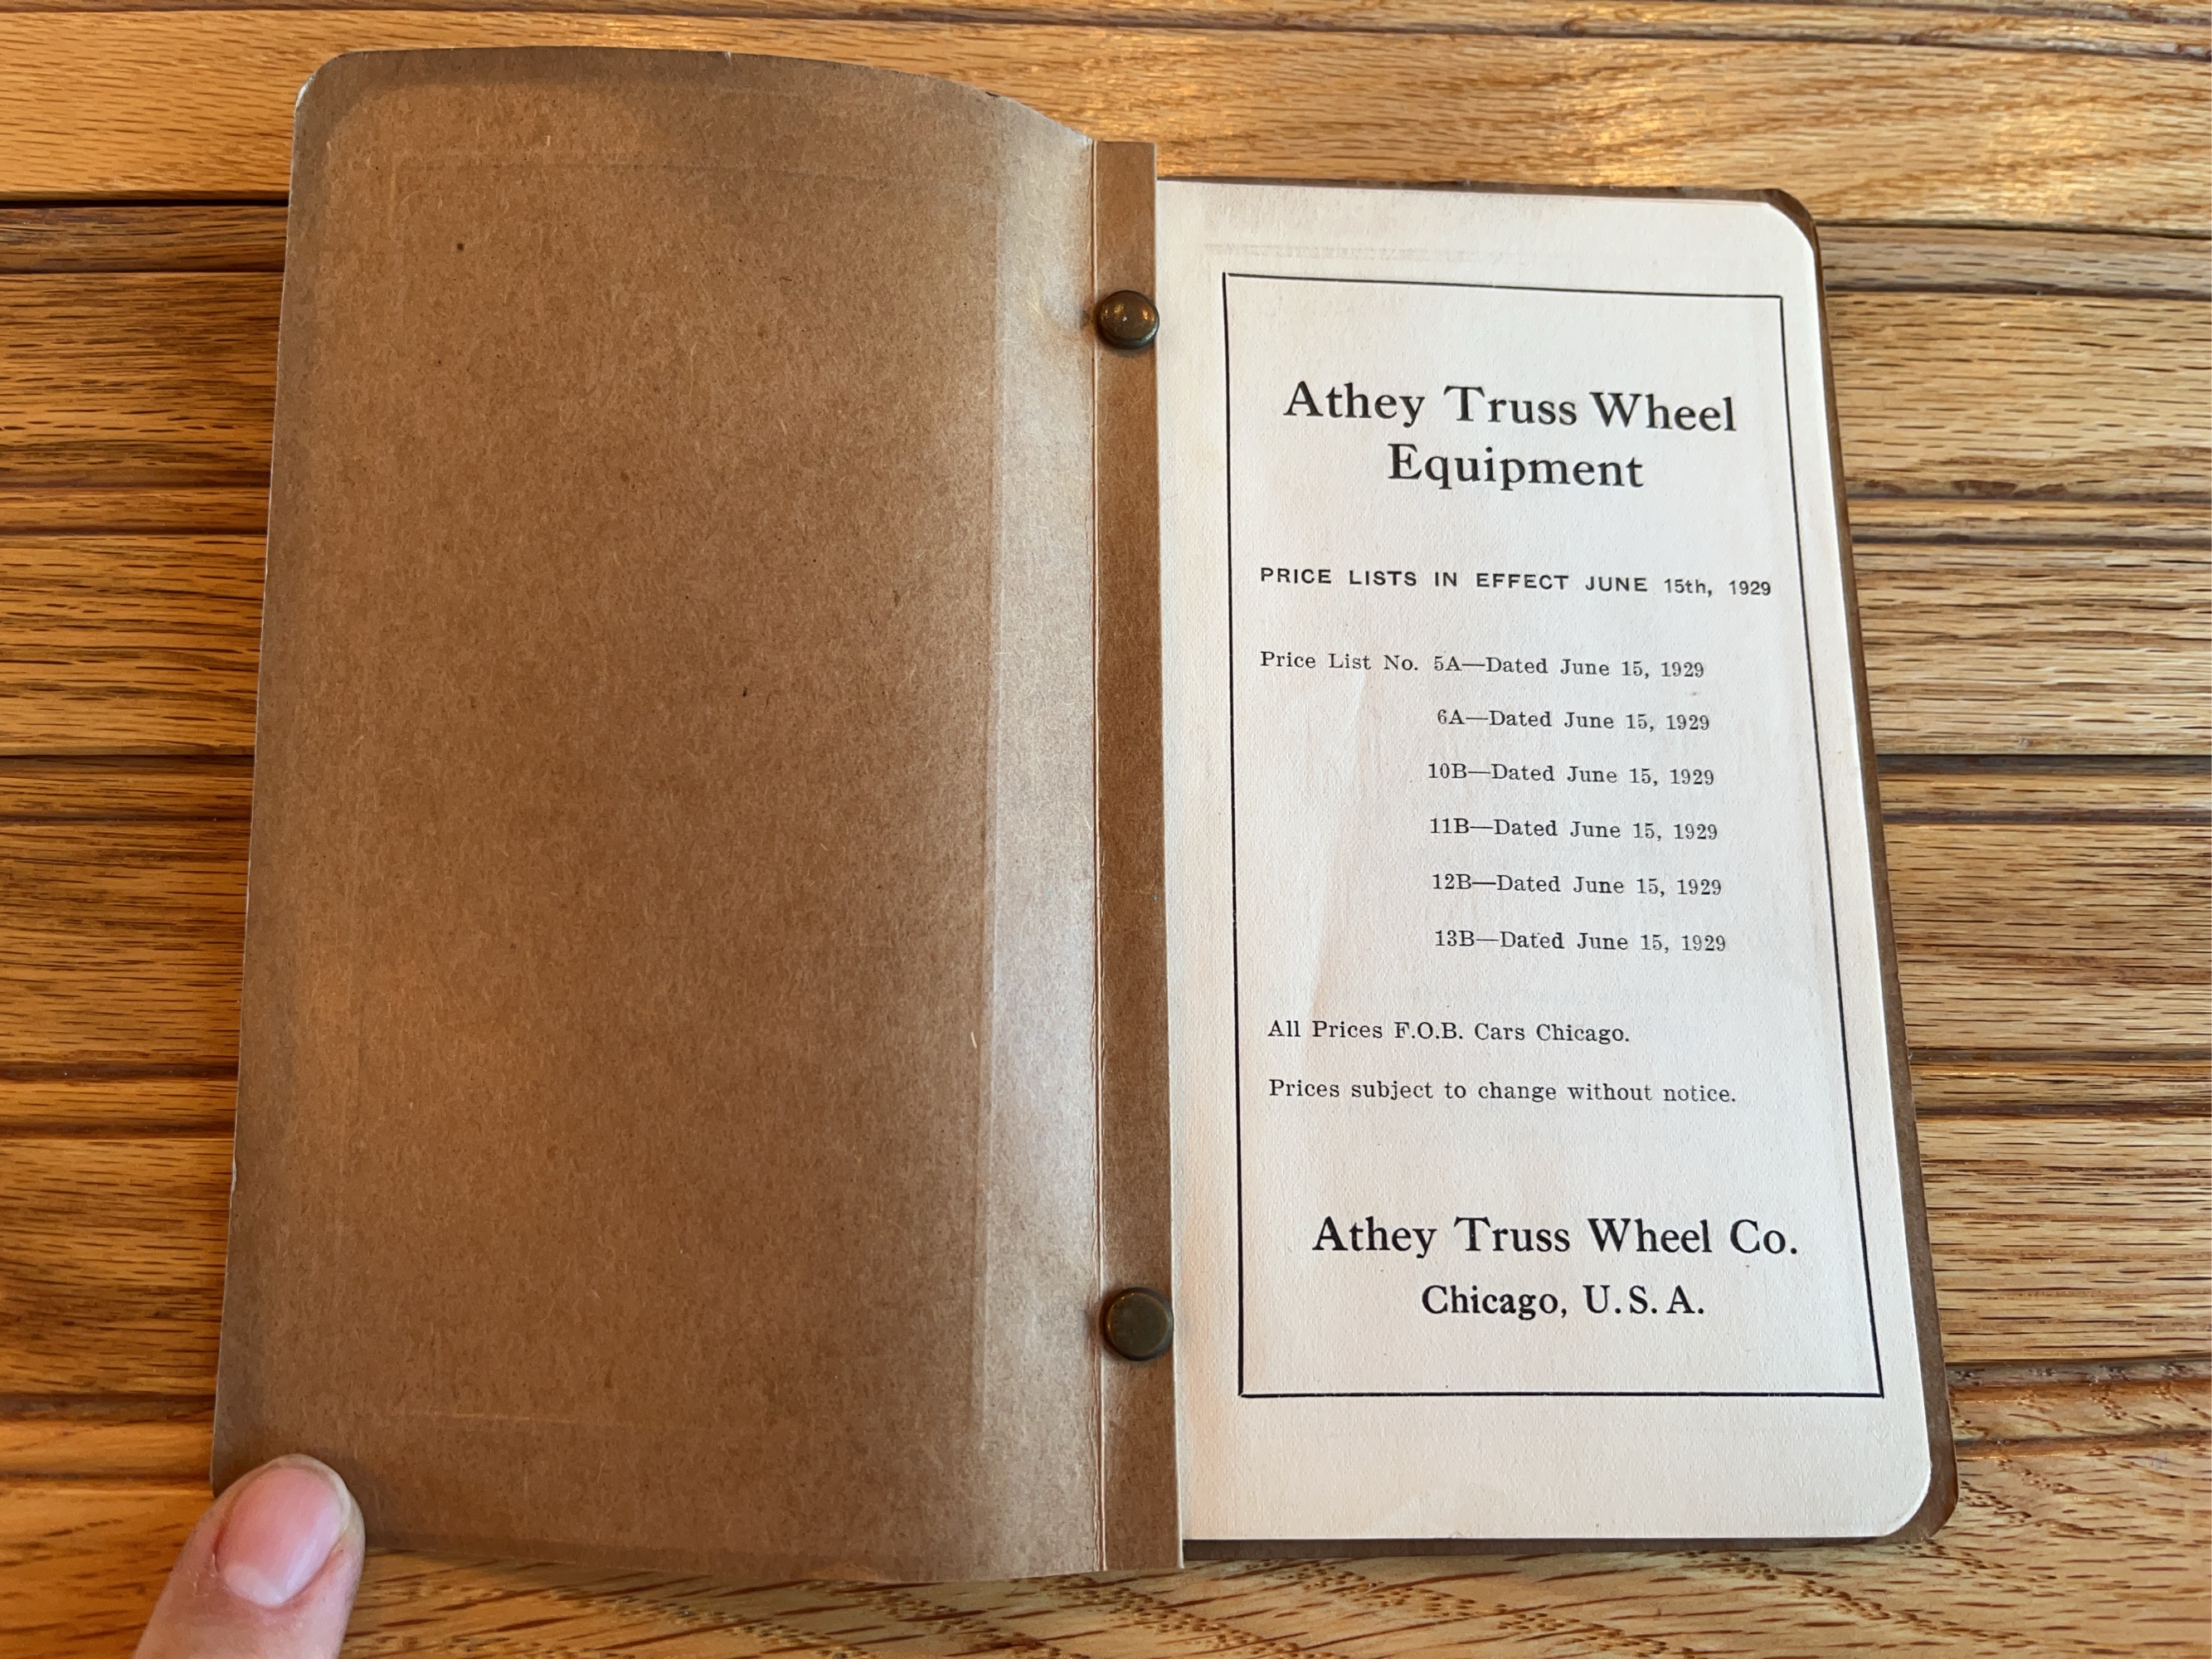 Athey Truss Wheel
Equipment
PRICE LISTS IN EFFECT JUNE 15th, 1929
Price List No. 5A—Dated June 15, 1929
6A—Dated June 15, 1929
10B—Dated June 15, 1929
11B—Dated June 15, 1929
12B—Dated June 15, 1929
13B—Dated June 15, 1929
All Prices F.O.B. Cars Chicago.
Prices subject to change without notice.
Athey Truss Wheel Co.
Chicago, U. S. A.